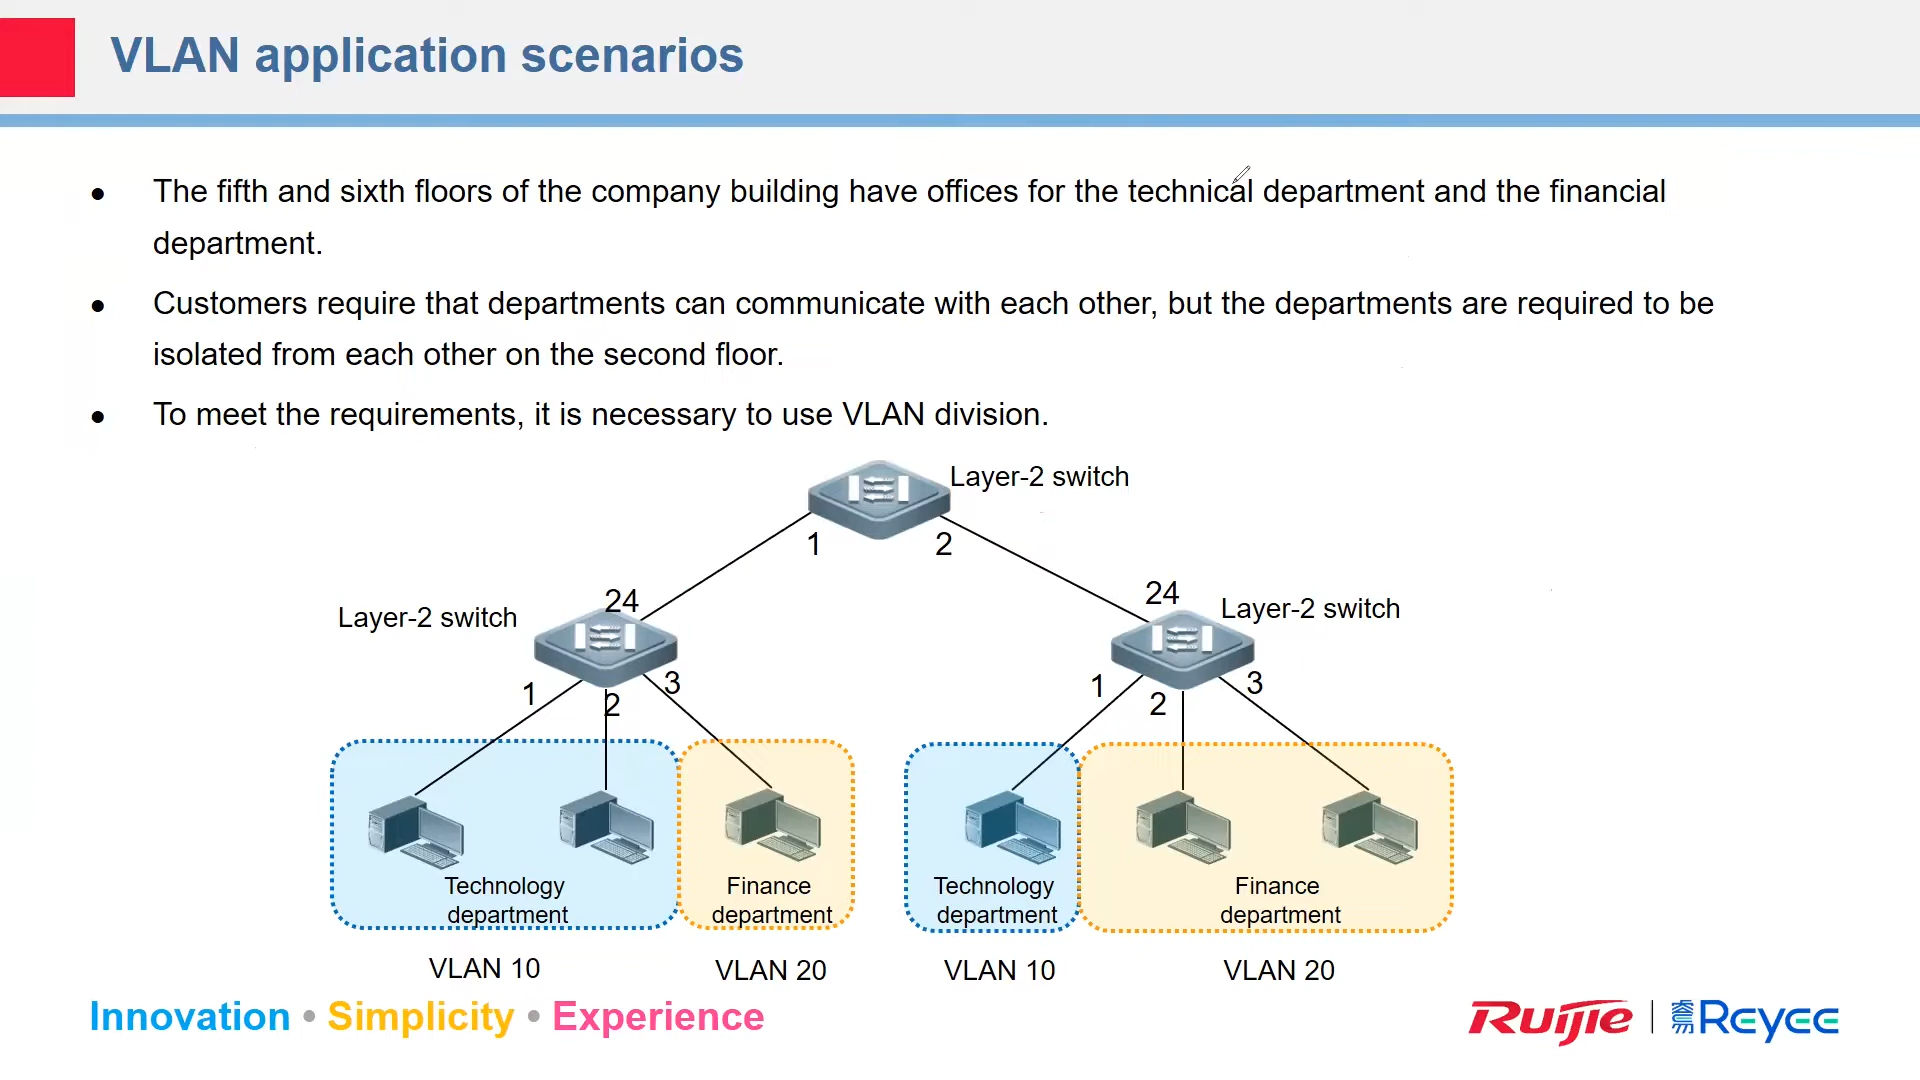 VLAN application scenarios
● The fifth and sixth floors of the company building have offices for the technical department and the financial
department.
● Customers require that departments can communicate with each other, but the departments are required to be
isolated from each other on the second floor.
● To meet the requirements, it is necessary to use VLAN division.
Layer-2 switch
1 2
24 24
Layer-2 switch Layer-2 switch
1 2 3 1 2 3
Technology Finance Technology Finance
department department department department
VLAN 10 VLAN 20 VLAN 10 VLAN 20
Innovation • Simplicity • Experience
Ruijie | 睿易 Reyee